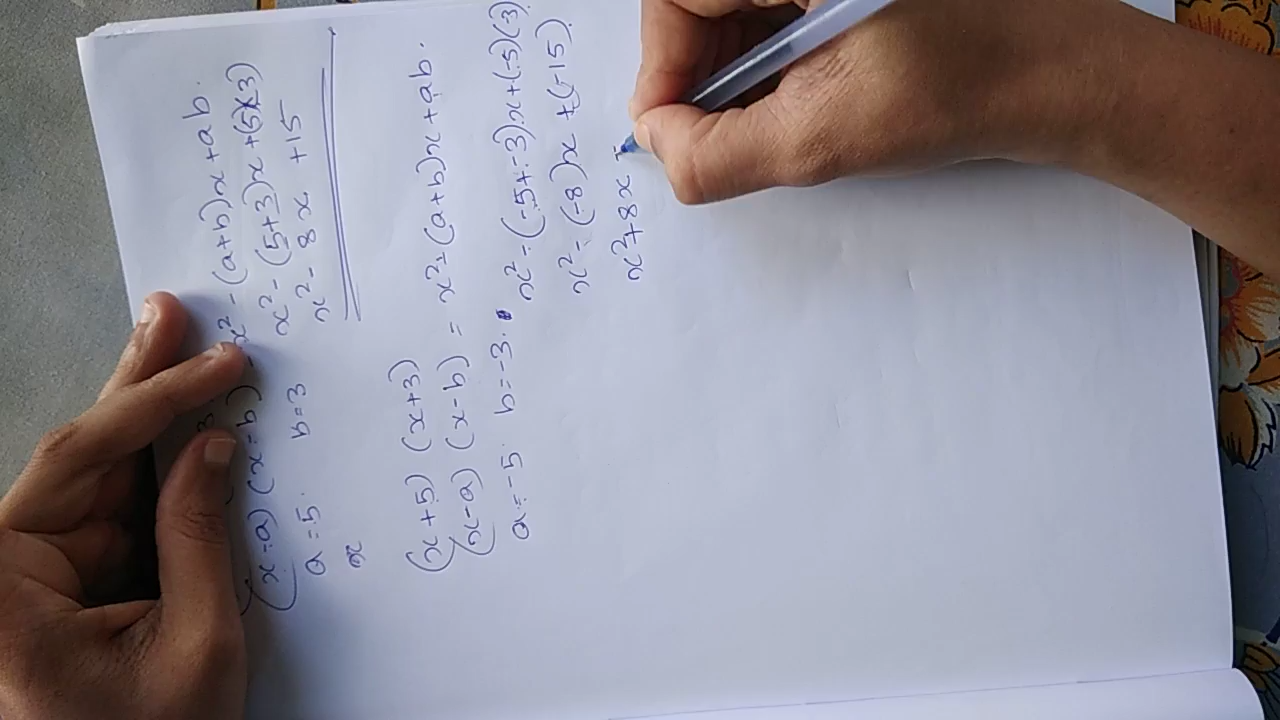 (x-a)(x-b) = x² - (a+b)x + ab.
a=5. b=3 x² - (5+3)x + (5)(3)
x x² - 8x +15
(x+5) (x+3)
(x-a) (x-b) = x² - (a+b)x + ab.
a=-5. b=-3. x² - (-5+-3)x + (-5)(3)
x² - (-8)x + (-15)
x² + 8x